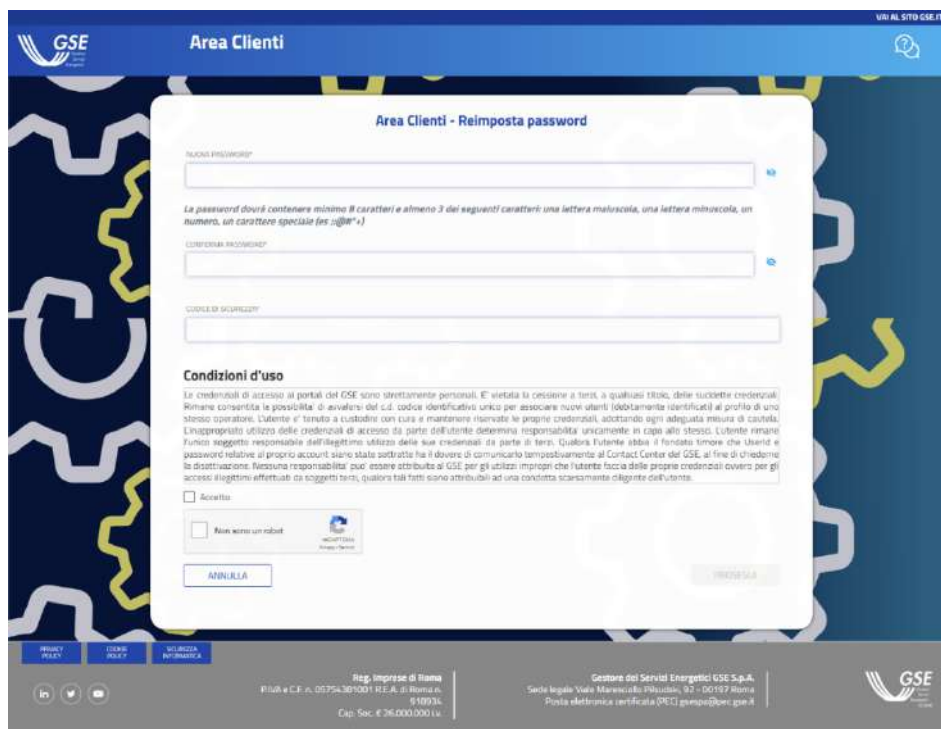 VAI AL SITO GSE.IT
GSE
Gestore
Servizi
Energetici
Area Clienti
Area Clienti - Reimposta password
NUOVA PASSWORD*
La password dovrà contenere minimo 8 caratteri e almeno 3 dei seguenti caratteri: una lettera maiuscola, una lettera minuscola, un
numero, un carattere speciale (es
CONFERMA PASSWORD*
CODICE DI SICUREZZA*
Condizioni d'uso
Le credenziali di accesso ai portali del GSE sono strettamente personali. E' vietata la cessione a terzi, a qualsiasi titolo, delle suddette credenziali.
Rimane consentita la possibilita' di avvalersi del c.d. codice identificativo unico per associare nuovi utenti (debitamente identificati) al profilo di uno
stesso operatore. L'utente e' tenuto a custodire con cura e mantenere riservate le proprie credenziali, adottando ogni adeguata misura di cautela.
L'inappropriato utilizzo delle credenziali di accesso da parte dell'utente determina responsabilita' unicamente in capo allo stesso. L'utente rimane
l'unico soggetto responsabile dell'illegittimo utilizzo delle sue credenziali da parte di terzi. Qualora l'utente abbia il fondato timore che UserId e
password relative al proprio account siano state sottratte ha il dovere di comunicarlo tempestivamente al Contact Center del GSE, al fine di chiederne
la disattivazione. Nessuna responsabilita' puo' essere attribuita al GSE per gli utilizzi impropri che l'utente faccia delle proprie credenziali ovvero per gli
accessi illegittimi effettuati da soggetti terzi, qualora tali fatti siano attribuibili ad una condotta scarsamente diligente dell'utente.
Accetto
Non sono un robot
reCAPTCHA
Privacy - Termini
ANNULLA
PROSEGUI
PRIVACY POLICY
COOKIE POLICY
SICUREZZA INFORMATICA
Reg. Imprese di Roma
P.IVA e C.F. n. 05754381001 R.E.A. di Roma n.
918934
Cap. Soc. € 26.000.000 i.v.
Gestore dei Servizi Energetici GSE S.p.A.
Sede legale Viale Maresciallo Pilsudski, 92 - 00197 Roma
Posta elettronica certificata (PEC) gsespa@pec.gse.it
GSE